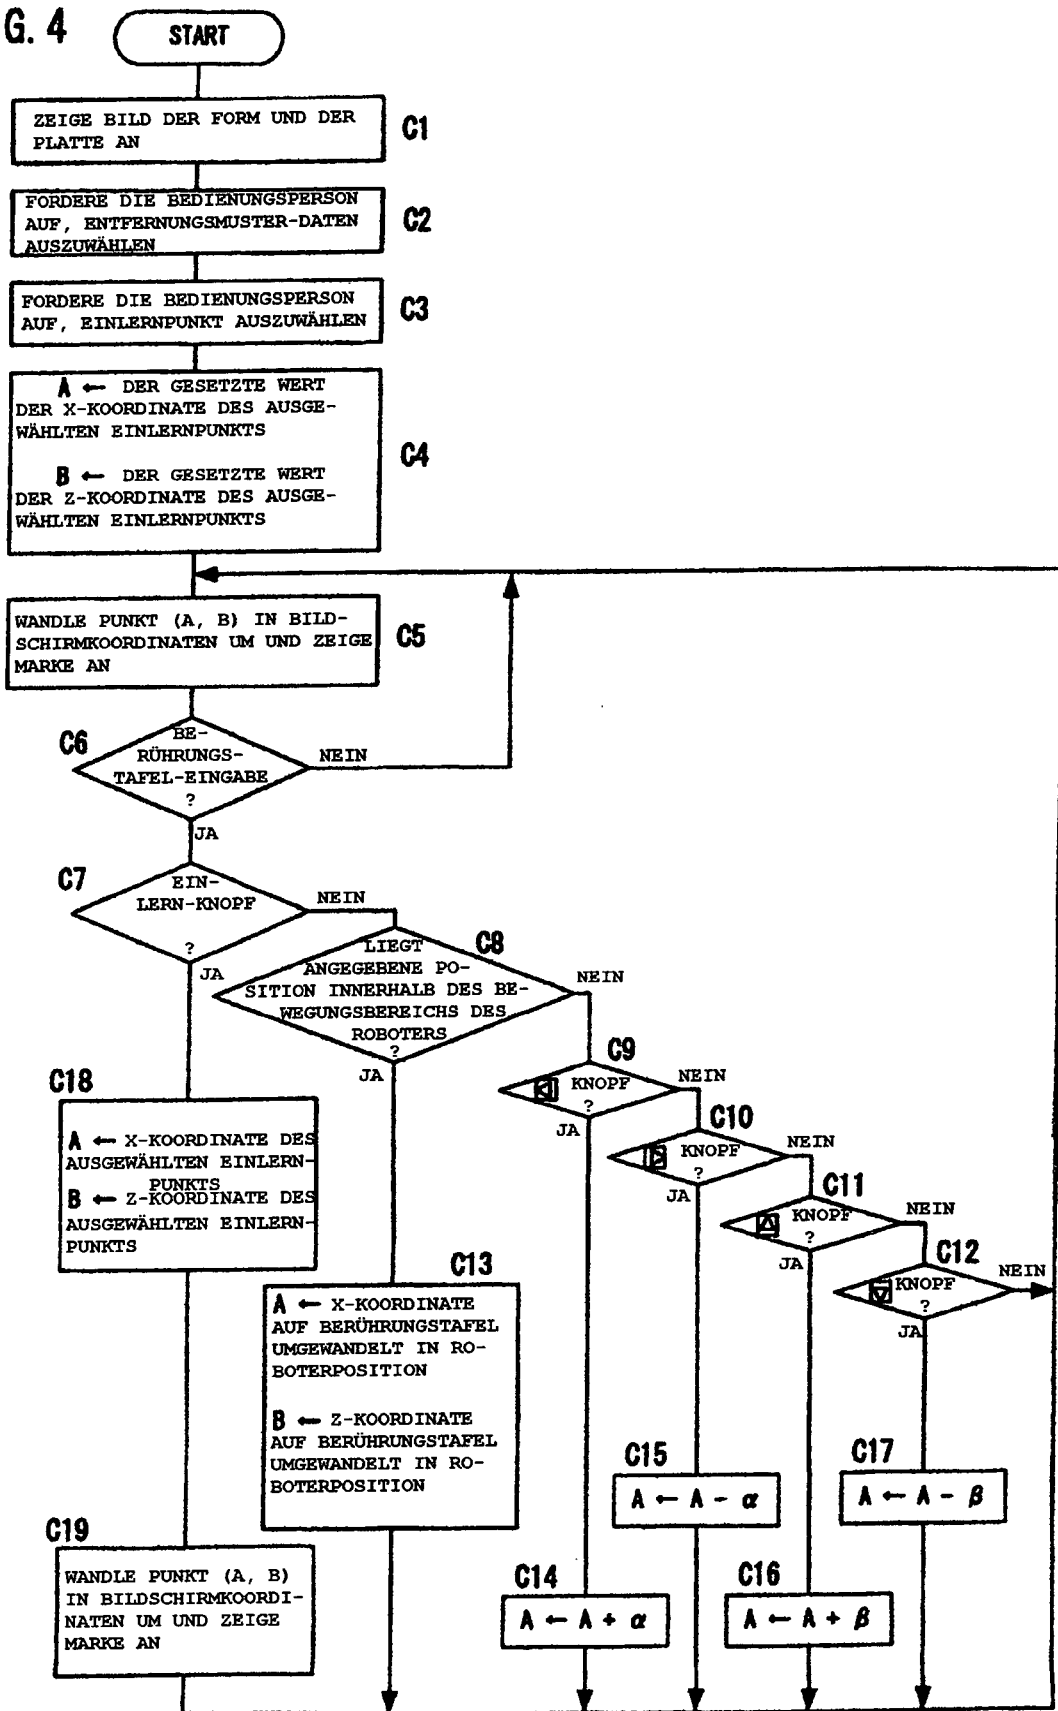 G. 4
START
ZEIGE BILD DER FORM UND DER
PLATTE AN
C1
FORDERE DIE BEDIENUNGSPERSON
AUF, ENTFERNUNGSMUSTER-DATEN
AUSZUWÄHLEN
C2
FORDERE DIE BEDIENUNGSPERSON
AUF, EINLERNPUNKT AUSZUWÄHLEN
C3
A ← DER GESETZTE WERT
DER X-KOORDINATE DES AUSGE-
WÄHLTEN EINLERNPUNKTS
B ← DER GESETZTE WERT
DER Z-KOORDINATE DES AUSGE-
WÄHLTEN EINLERNPUNKTS
C4
WANDLE PUNKT (A, B) IN BILD-
SCHIRMKOORDINATEN UM UND ZEIGE
MARKE AN
C5
C6
BE-
RÜHRUNGS-
TAFEL-EINGABE
?
NEIN
JA
C7
EIN-
LERN-KNOPF
?
NEIN
JA
C8
LIEGT
ANGEGEBENE PO-
SITION INNERHALB DES BE-
WEGUNGSBEREICHS DES
ROBOTERS
?
NEIN
JA
C9
KNOPF
?
NEIN
JA
C10
KNOPF
?
NEIN
JA
C11
KNOPF
?
NEIN
JA
C12
KNOPF
?
NEIN
JA
C18
A ← X-KOORDINATE DES
AUSGEWÄHLTEN EINLERN-
PUNKTS
B ← Z-KOORDINATE DES
AUSGEWÄHLTEN EINLERN-
PUNKTS
C13
A ← X-KOORDINATE
AUF BERÜHRUNGSTAFEL
UMGEWANDELT IN RO-
BOTERPOSITION
B ← Z-KOORDINATE
AUF BERÜHRUNGSTAFEL
UMGEWANDELT IN RO-
BOTERPOSITION
C15
A ← A - α
C17
A ← A - β
C19
WANDLE PUNKT (A, B)
IN BILDSCHIRMKOORDI-
NATEN UM UND ZEIGE
MARKE AN
C14
A ← A + α
C16
A ← A + β